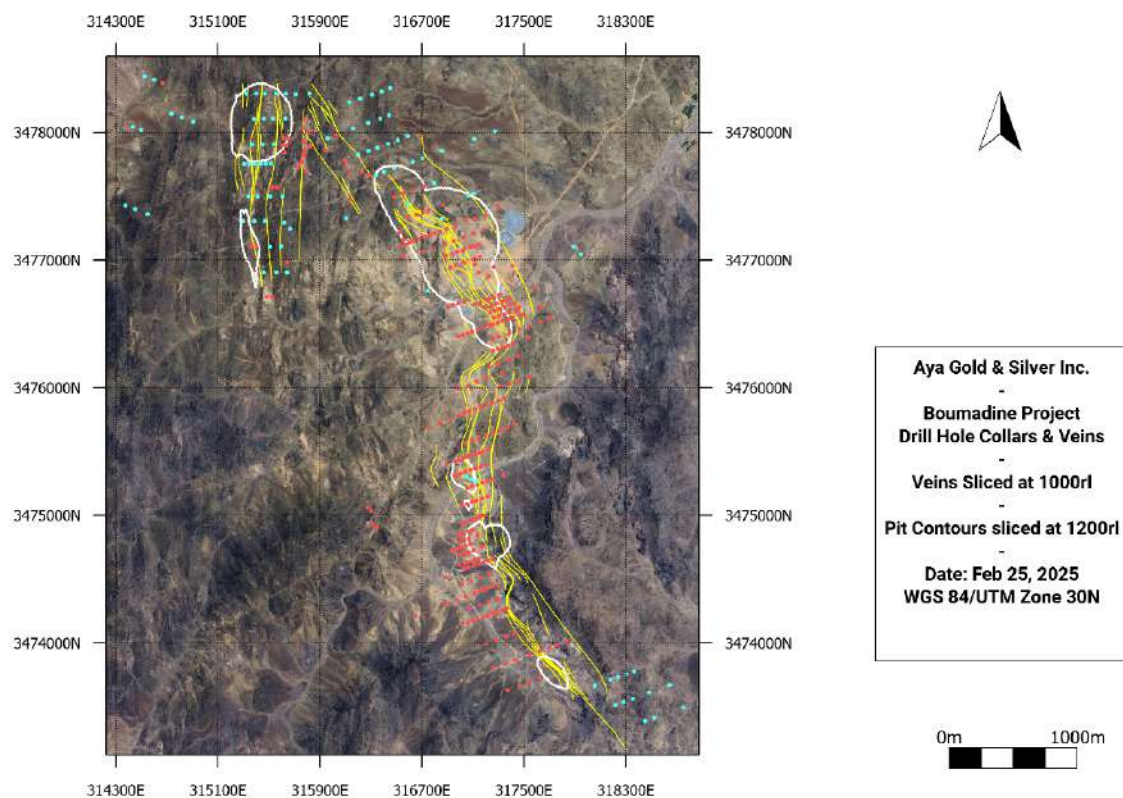 314300E 315100E 315900E 316700E 317500E 318300E
3478000N 3478000N
3477000N 3477000N
3476000N 3476000N
3475000N 3475000N
3474000N 3474000N
314300E 315100E 315900E 316700E 317500E 318300E
Aya Gold & Silver Inc.
-
Boumadine Project
Drill Hole Collars & Veins
-
Veins Sliced at 1000rl
-
Pit Contours sliced at 1200rl
-
Date: Feb 25, 2025
WGS 84/UTM Zone 30N
0m 1000m